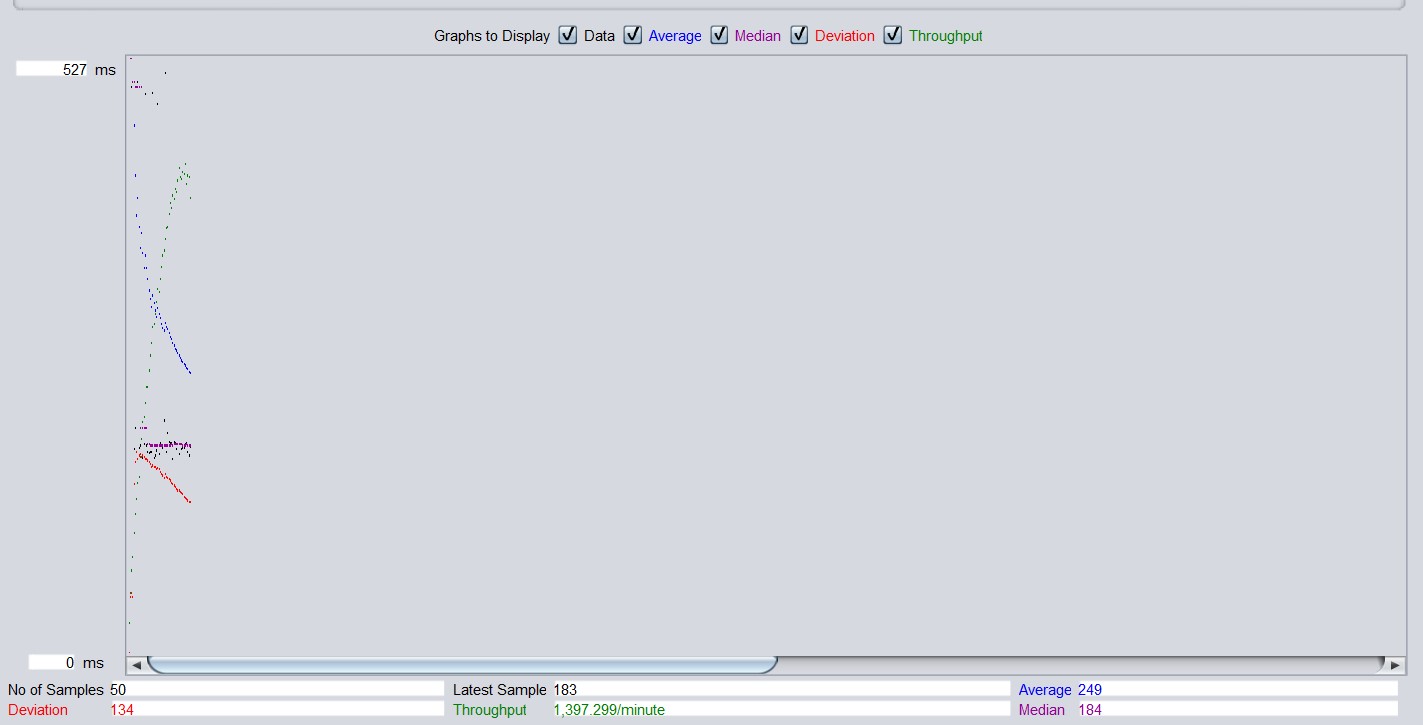 Graphs to Display Data Average Median Deviation Throughput
527 ms
0 ms
No of Samples 50 Latest Sample 183 Average 249
Deviation 134 Throughput 1,397.299/minute Median 184